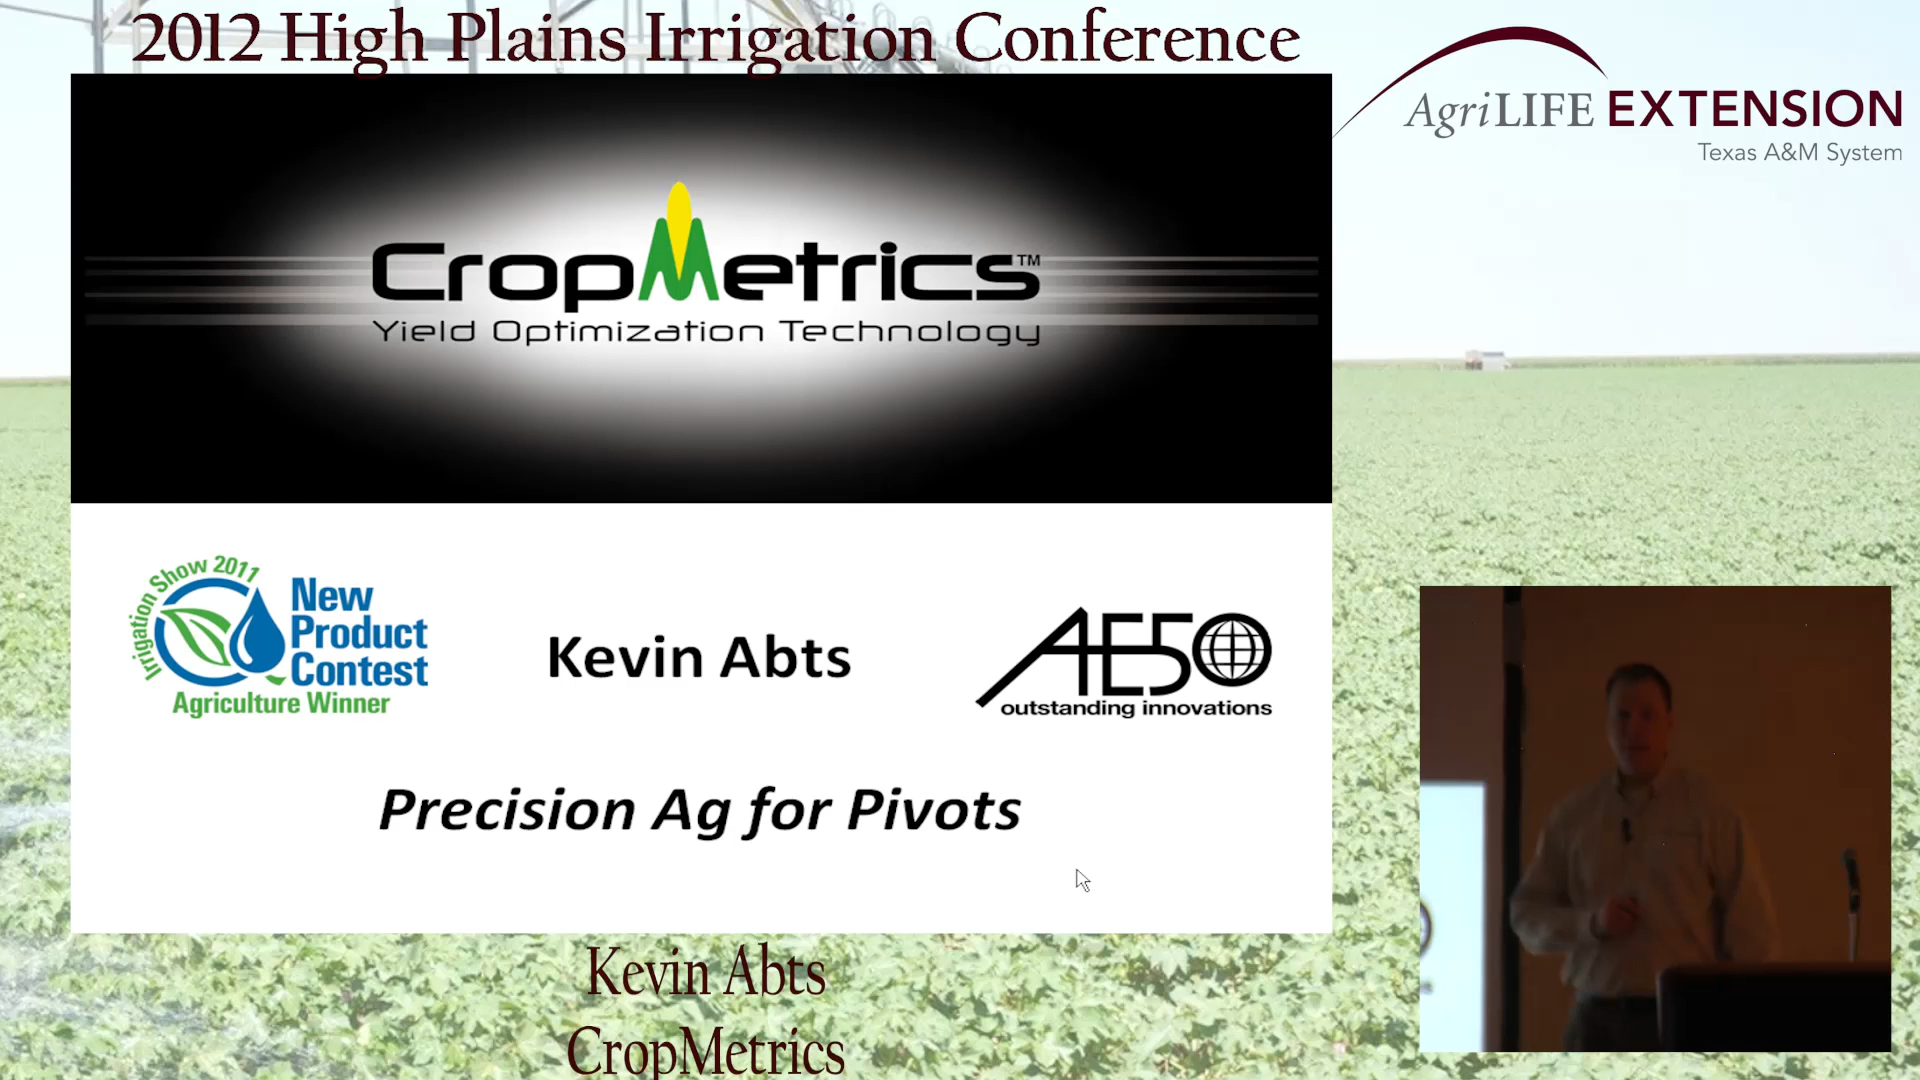 2012 High Plains Irrigation Conference
AgriLIFE EXTENSION
Texas A&M System
CropMetrics™
Yield Optimization Technology
Irrigation Show 2011
New
Product
Contest
Agriculture Winner
Kevin Abts
AE50
outstanding innovations
Precision Ag for Pivots
Kevin Abts
CropMetrics